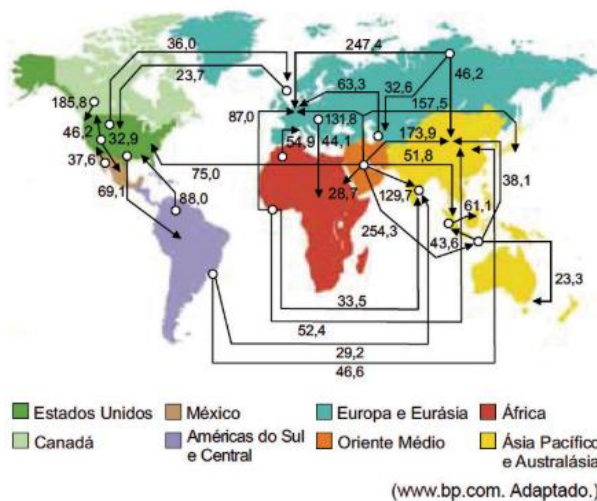 36,0
247,4
23,7
63,3
32,6
46,2
185,8
87,0
131,8
157,5
46,2
32,9
54,9
44,1
173,9
37,6
75,0
51,8
38,1
69,1
88,0
28,7
129,7
61,1
254,3
43,6
33,5
23,3
52,4
29,2
46,6
Estados Unidos
México
Europa e Eurásia
África
Canadá
Américas do Sul
e Central
Oriente Médio
Ásia Pacífico
e Australásia
(www.bp.com. Adaptado.)